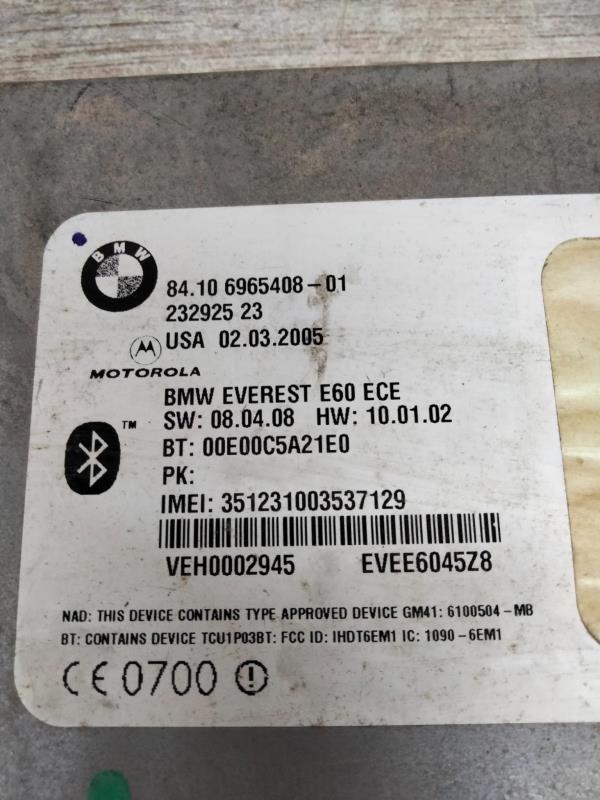 BMW
84.10 6965408-01
232925 23
USA 02.03.2005
MOTOROLA
BMW EVEREST E60 ECE
SW: 08.04.08 HW: 10.01.02
™
BT: 00E00C5A21E0
PK:
IMEI: 351231003537129
VEH0002945 EVEE6045Z8
NAD: THIS DEVICE CONTAINS TYPE APPROVED DEVICE GM41: 6100504-MB
BT: CONTAINS DEVICE TCU1P03BT: FCC ID: IHDT6EM1 IC: 1090-6EM1
CE 0700